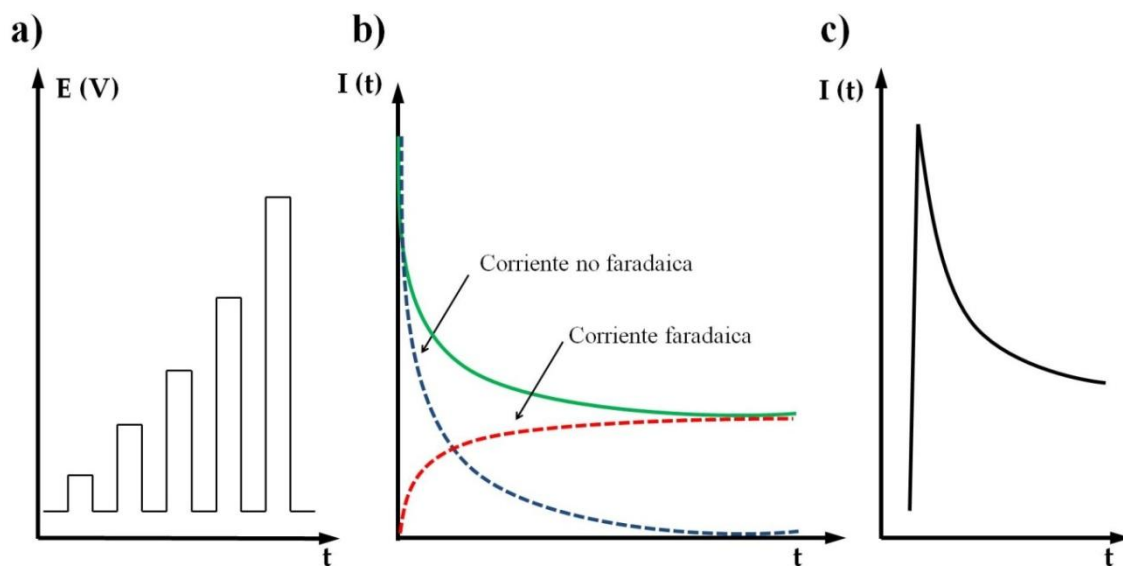 a)
E (V)
t
b)
I (t)
Corriente no faradaica
Corriente faradaica
t
c)
I (t)
t